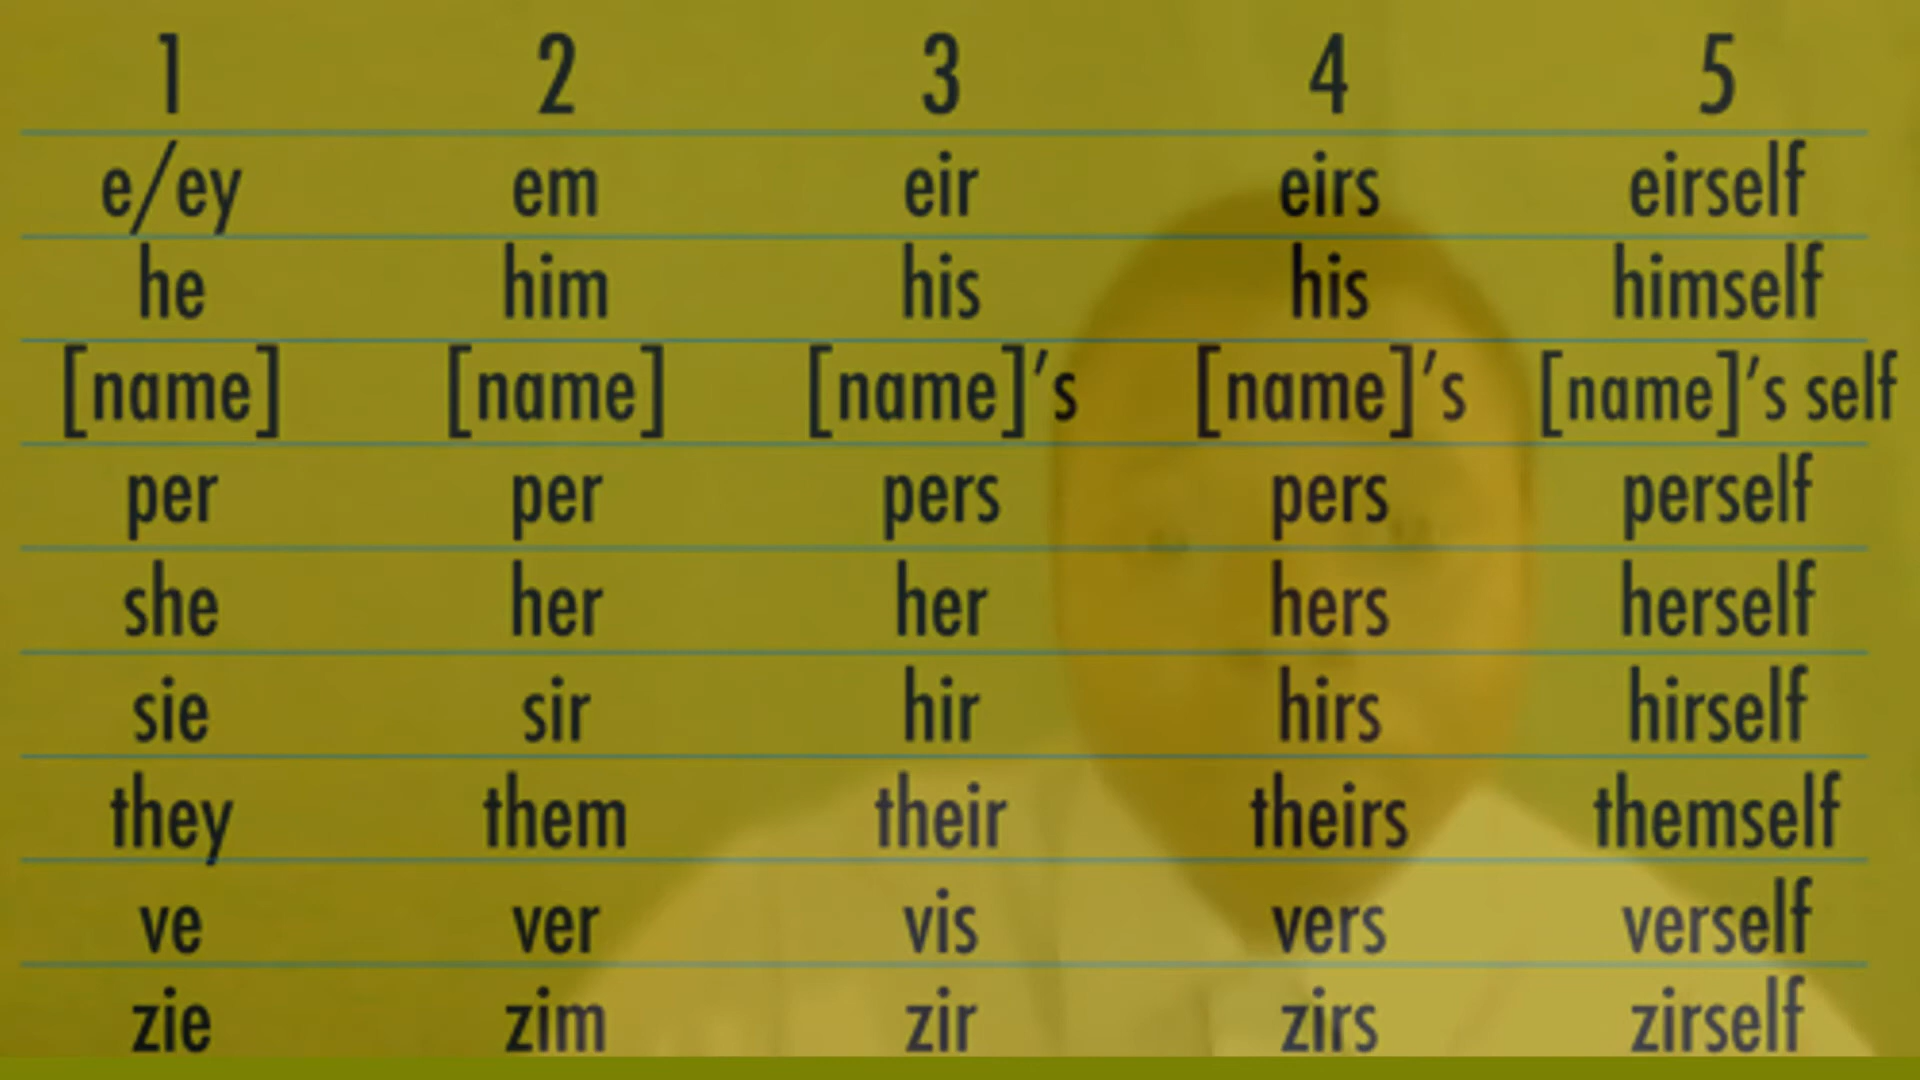 1 2 3 4 5
e/ey em eir eirs eirself
he him his his himself
[name] [name] [name]'s [name]'s [name]'s self
per per pers pers perself
she her her hers herself
sie sir hir hirs hirself
they them their theirs themself
ve ver vis vers verself
zie zim zir zirs zirself